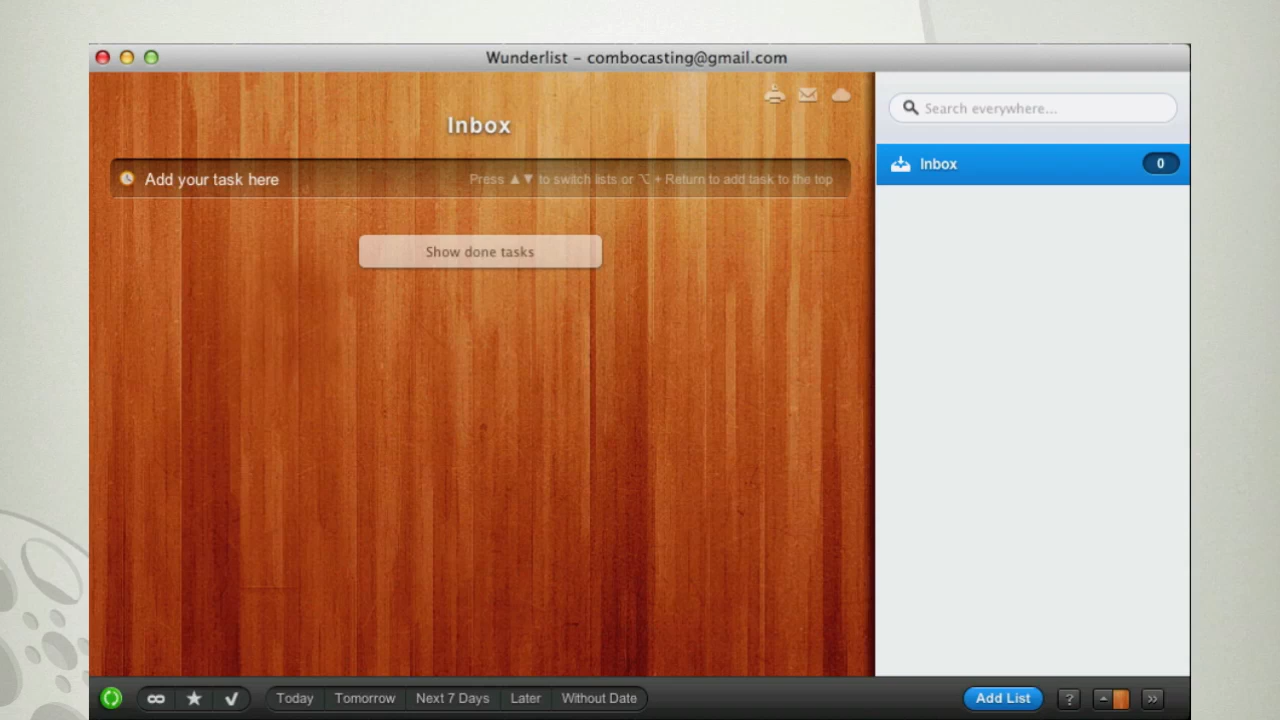 Wunderlist – combocasting@gmail.com
Inbox
Add your task here
Press ▲▼ to switch lists or ⌥ + Return to add task to the top
Show done tasks
Search everywhere...
Inbox 0
Today Tomorrow Next 7 Days Later Without Date
Add List ? »